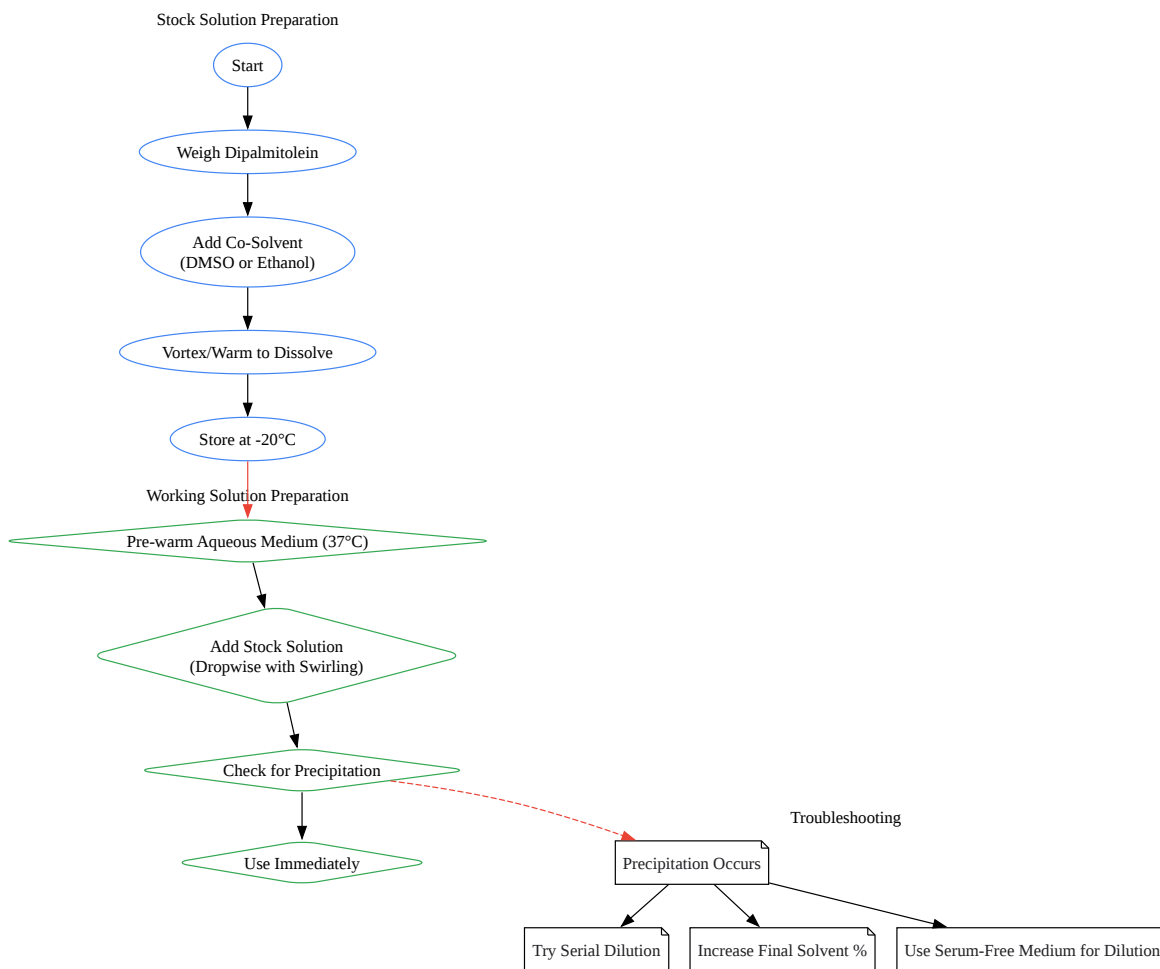 Stock Solution Preparation
Start
Weigh Dipalmitolein
Add Co-Solvent
(DMSO or Ethanol)
Vortex/Warm to Dissolve
Store at -20°C
Working Solution Preparation
Pre-warm Aqueous Medium (37°C)
Add Stock Solution
(Dropwise with Swirling)
Check for Precipitation
Use Immediately
Troubleshooting
Precipitation Occurs
Try Serial Dilution
Increase Final Solvent %
Use Serum-Free Medium for Dilution